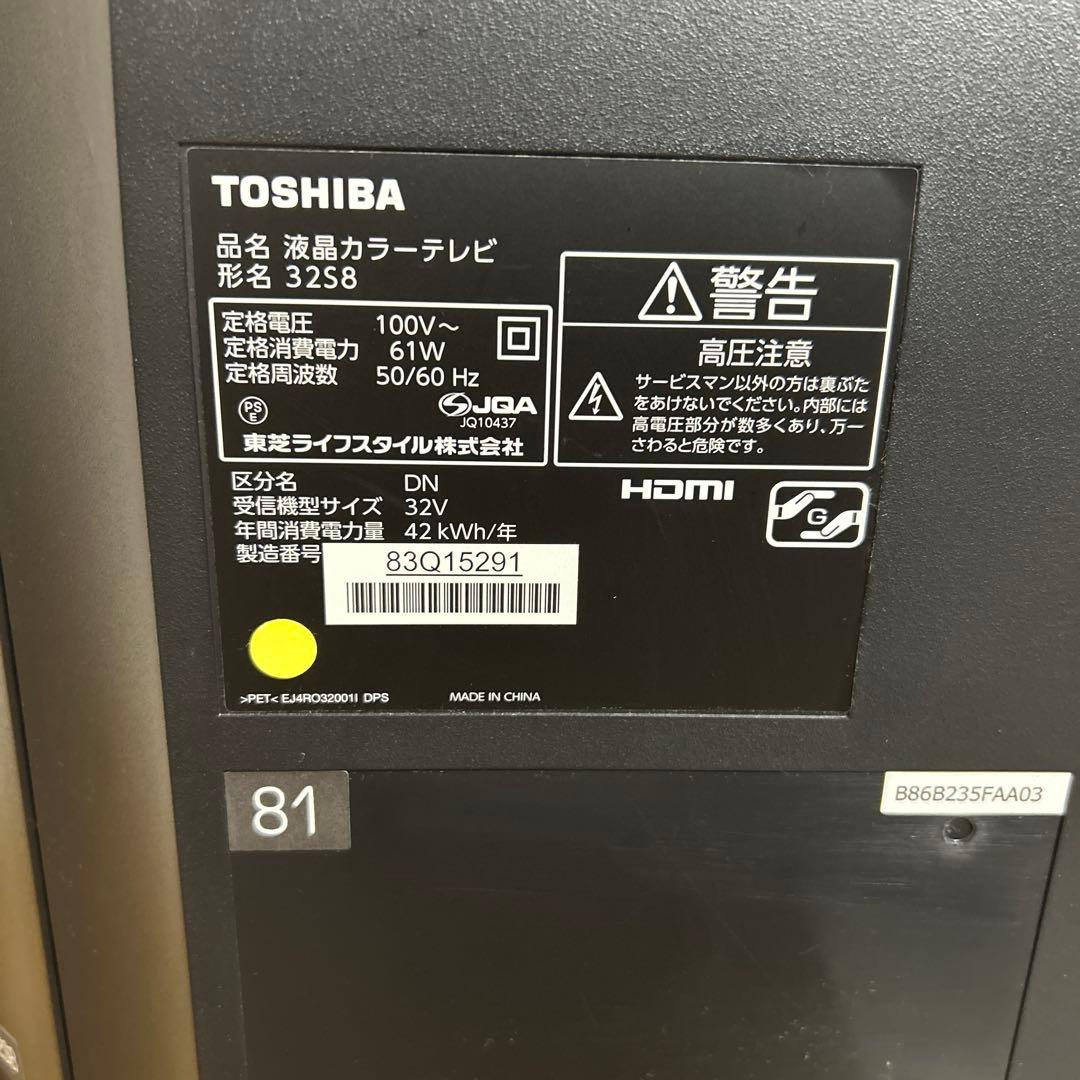 TOSHIBA
品名 液晶カラーテレビ
形名 32S8
定格電圧 100V～
定格消費電力 61W
定格周波数 50/60 Hz
PS
E
JQA
JQ10437
東芝ライフスタイル株式会社
警告
高圧注意
サービスマン以外の方は裏ぶた
をあけないでください。内部には
高電圧部分が数多くあり、万一
さわると危険です。
区分名 DN
受信機型サイズ 32V
年間消費電力量 42 kWh/年
製造番号 83Q15291
HDMI
G
>PET< EJ4RO32001I DPS
MADE IN CHINA
81
B86B235FAA03